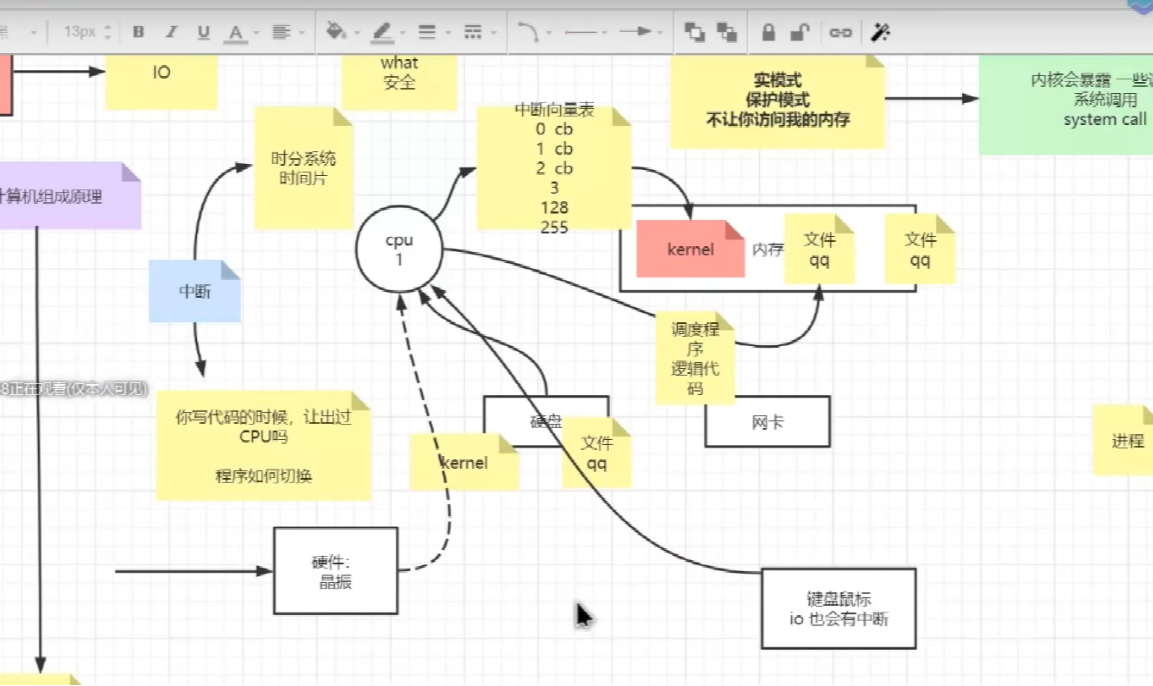 13px
B I U A
IO
what
安全
中断向量表
0 cb
1 cb
2 cb
3
128
255
实模式
保护模式
不让你访问我的内存
内核会暴露 一些
系统调用
system call
时分系统
时间片
计算机组成原理
cpu
1
kernel
内存
文件
qq
文件
qq
中断
调度程
序
逻辑代
码
8正在观看(仅本人可见)
你写代码的时候，让出过
CPU吗
程序如何切换
硬盘
网卡
kernel
文件
qq
进程
硬件：
晶振
键盘鼠标
io 也会有中断